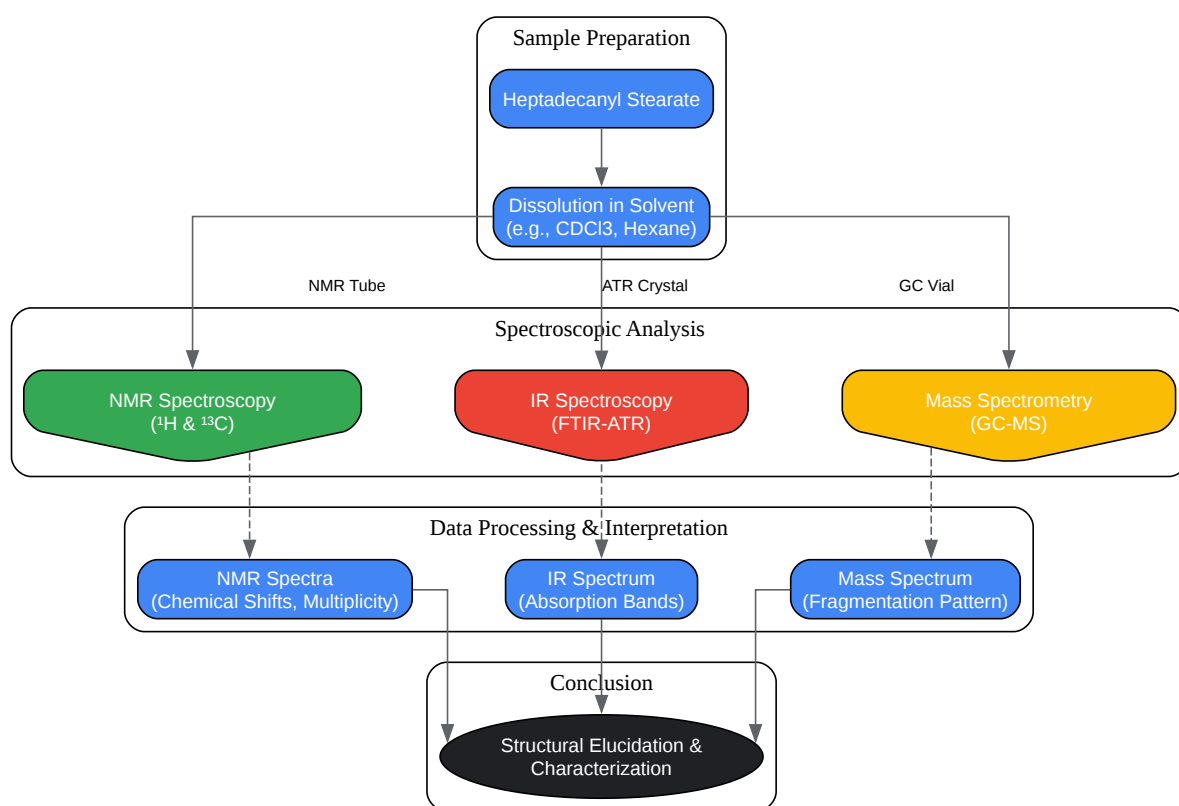 Sample Preparation
Heptadecanyl Stearate
Dissolution in Solvent
(e.g., CDCl3, Hexane)
NMR Tube
ATR Crystal
GC Vial
Spectroscopic Analysis
NMR Spectroscopy
(¹H & ¹³C)
IR Spectroscopy
(FTIR-ATR)
Mass Spectrometry
(GC-MS)
Data Processing & Interpretation
NMR Spectra
(Chemical Shifts, Multiplicity)
IR Spectrum
(Absorption Bands)
Mass Spectrum
(Fragmentation Pattern)
Conclusion
Structural Elucidation &
Characterization